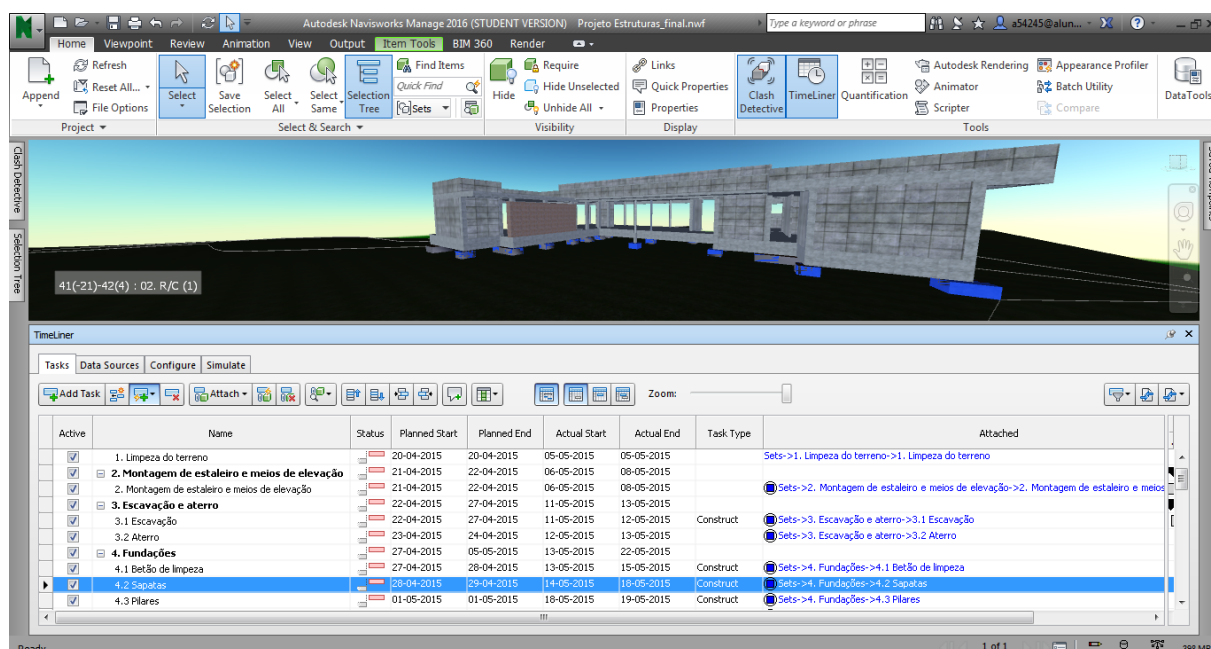 Autodesk Navisworks Manage 2016 (STUDENT VERSION) Projeto Estruturas_final.nwf
Type a keyword or phrase
a54245@alun...
Home Viewpoint Review Animation View Output Item Tools BIM 360 Render
Append
Refresh
Reset All...
File Options
Project
Select
Save Selection
Select All
Select Same
Selection Tree
Find Items
Quick Find
Sets
Select & Search
Hide
Require
Hide Unselected
Unhide All
Visibility
Links
Quick Properties
Properties
Display
Clash Detective
TimeLiner
Quantification
Autodesk Rendering
Animator
Scripter
Appearance Profiler
Batch Utility
Compare
Tools
DataTools
Clash Detective
Selection Tree
41(-21)-42(4) : 02. R/C (1)
TimeLiner
Tasks Data Sources Configure Simulate
Add Task
Attach
Zoom:
Active Name Status Planned Start Planned End Actual Start Actual End Task Type Attached
1. Limpeza do terreno 20-04-2015 20-04-2015 05-05-2015 05-05-2015 Sets->1. Limpeza do terreno->1. Limpeza do terreno
2. Montagem de estaleiro e meios de elevação 21-04-2015 22-04-2015 06-05-2015 08-05-2015
2. Montagem de estaleiro e meios de elevação 21-04-2015 22-04-2015 06-05-2015 08-05-2015 Sets->2. Montagem de estaleiro e meios de elevação->2. Montagem de estaleiro e meios
3. Escavação e aterro 22-04-2015 27-04-2015 11-05-2015 13-05-2015
3.1 Escavação 22-04-2015 27-04-2015 11-05-2015 12-05-2015 Construct Sets->3. Escavação e aterro->3.1 Escavação
3.2 Aterro 23-04-2015 24-04-2015 12-05-2015 13-05-2015 Sets->3. Escavação e aterro->3.2 Aterro
4. Fundações 27-04-2015 05-05-2015 13-05-2015 22-05-2015
4.1 Betão de limpeza 27-04-2015 28-04-2015 13-05-2015 15-05-2015 Construct Sets->4. Fundações->4.1 Betão de limpeza
4.2 Sapatas 28-04-2015 29-04-2015 14-05-2015 18-05-2015 Construct Sets->4. Fundações->4.2 Sapatas
4.3 Pilares 01-05-2015 01-05-2015 18-05-2015 19-05-2015 Construct Sets->4. Fundações->4.3 Pilares
Ready
1 of 1